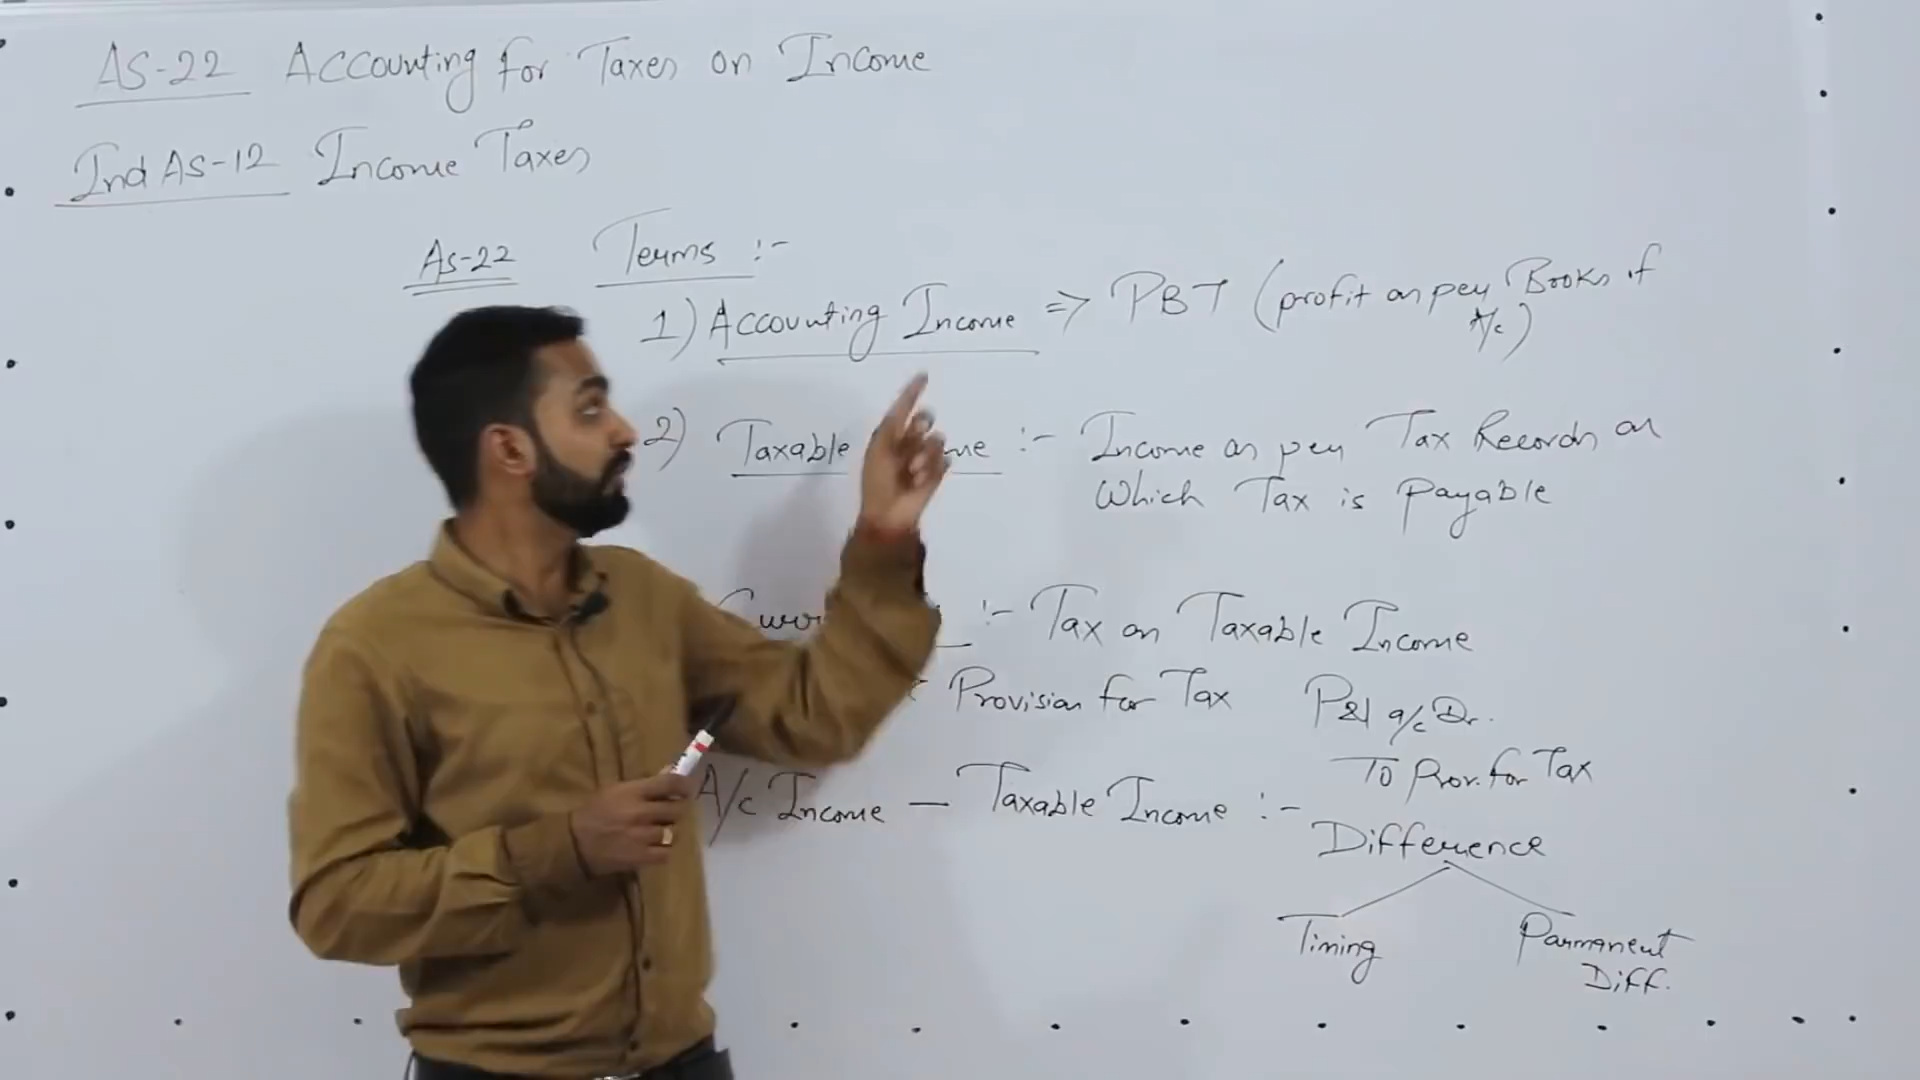 AS-22 Accounting for Taxes on Income
Ind AS-12 Income Taxes
As-22 Terms :-
1) Accounting Income => PBT (profit as per Books if
A/c)
2) Taxable :- Income as per Tax Records on
Which Tax is Payable
:- Tax on Taxable Income
Provision for Tax P&l a/c Dr.
To Prov. for Tax
A/c Income — Taxable Income :-
Difference
Timing Parmanent
Diff.